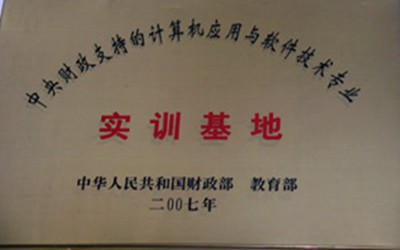 中央财政支持的计算机应用与软件技术专业
实训基地
中华人民共和国财政部 教育部
二00七年